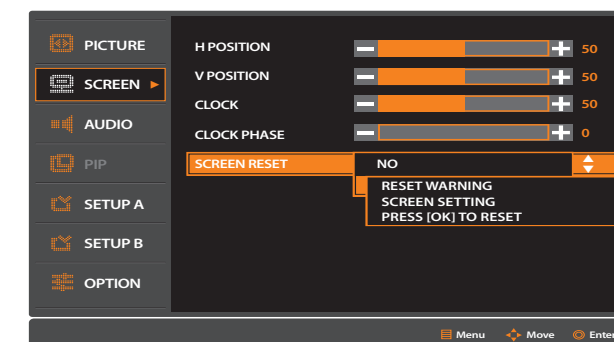 PICTURE
SCREEN
AUDIO
PIP
SETUP A
SETUP B
OPTION
H POSITION 50
V POSITION 50
CLOCK 50
CLOCK PHASE 0
SCREEN RESET NO
RESET WARNING
SCREEN SETTING
PRESS [OK] TO RESET
Menu Move Enter